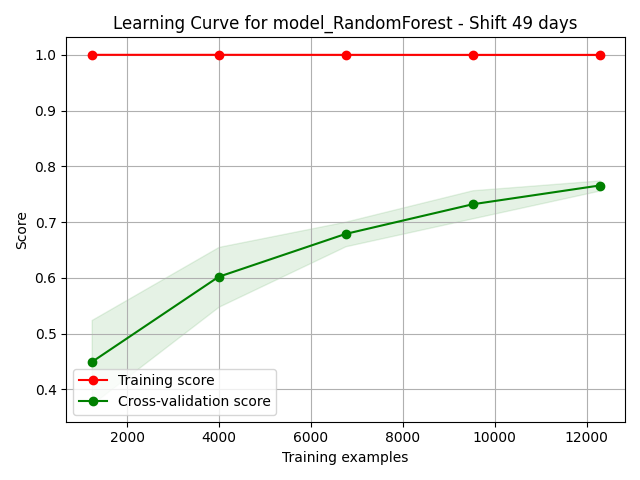 Learning Curve for model_RandomForest - Shift 49 days
1.0
0.9
0.8
0.7
0.6
0.5
0.4
Score
Training score
Cross-validation score
2000 4000 6000 8000 10000 12000
Training examples